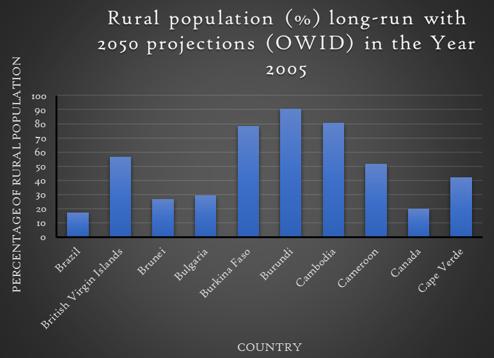 Rural population (%) long-run with
2050 projections (OWID) in the Year
2005
PERCENTAGE OF RURAL POPULATION
100
90
80
70
60
50
40
30
20
10
0
Brazil
British Virgin Islands
Brunei
Bulgaria
Burkina Faso
Burundi
Cambodia
Cameroon
Canada
Cape Verde
COUNTRY